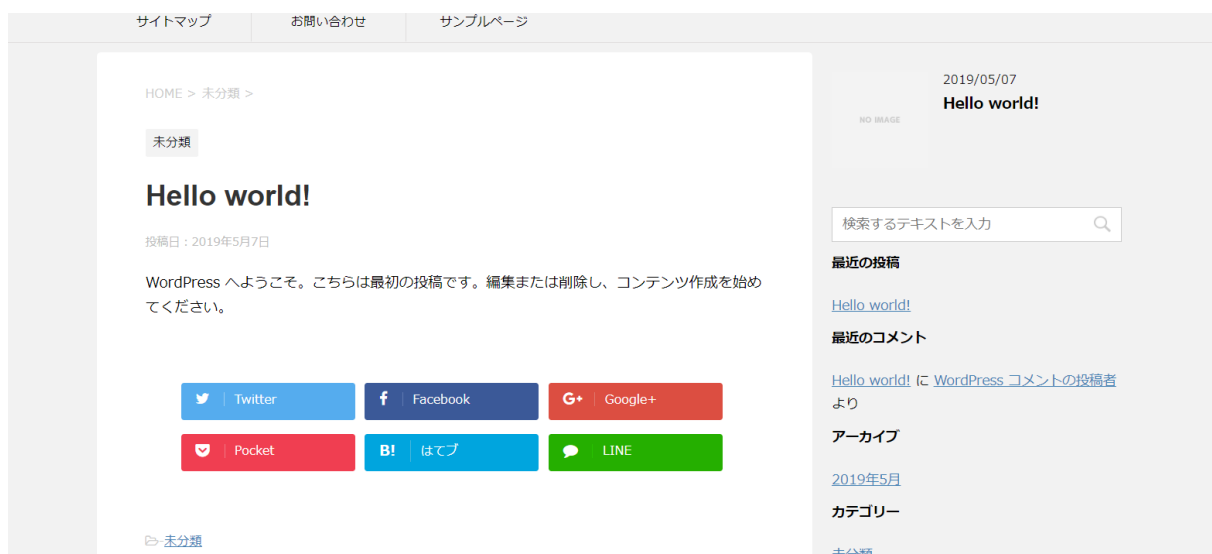 サイトマップ
お問い合わせ
サンプルページ
HOME > 未分類 >
未分類
Hello world!
投稿日 : 2019年5月7日
WordPress へようこそ。こちらは最初の投稿です。編集または削除し、コンテンツ作成を始め
てください。
Twitter
f Facebook
G+ Google+
Pocket
B! はてブ
LINE
-未分類
NO IMAGE
2019/05/07
Hello world!
検索するテキストを入力
最近の投稿
Hello world!
最近のコメント
Hello world! に WordPress コメントの投稿者
より
アーカイブ
2019年5月
カテゴリー
未分類